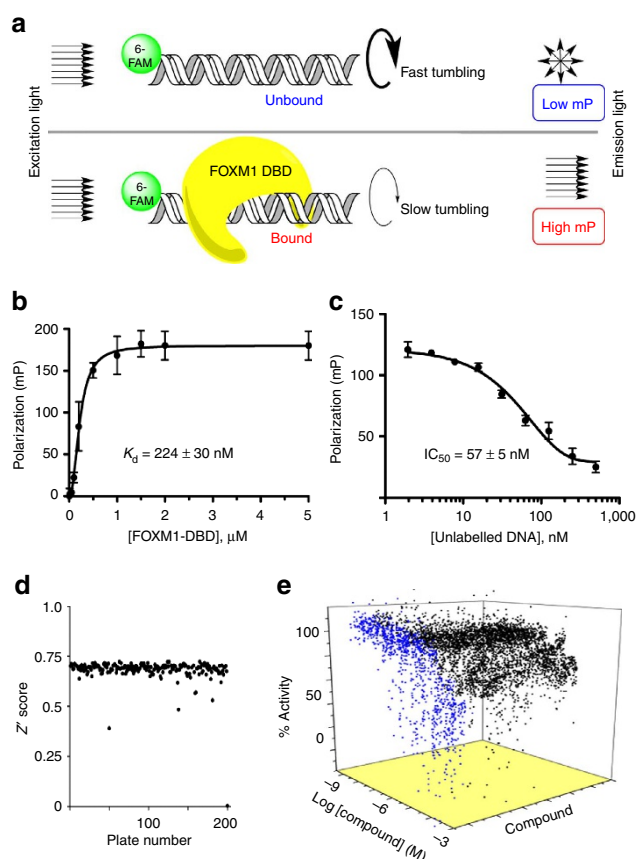 a
Excitation light
6-
FAM
Unbound
Fast tumbling
Low mP
Emission light
6-
FAM
FOXM1 DBD
Bound
Slow tumbling
High mP
b
Polarization (mP)
200
150
100
50
0
K_d = 224 ± 30 nM
0 1 2 3 4 5
[FOXM1-DBD], μM
c
Polarization (mP)
150
100
50
0
IC50 = 57 ± 5 nM
1 10 100 1,000
[Unlabelled DNA], nM
d
Z′ score
1.0
0.75
0.5
0.25
0
100 200
Plate number
e
% Activity
100
50
0
−9
−6
−3
Log [compound] (M)
Compound